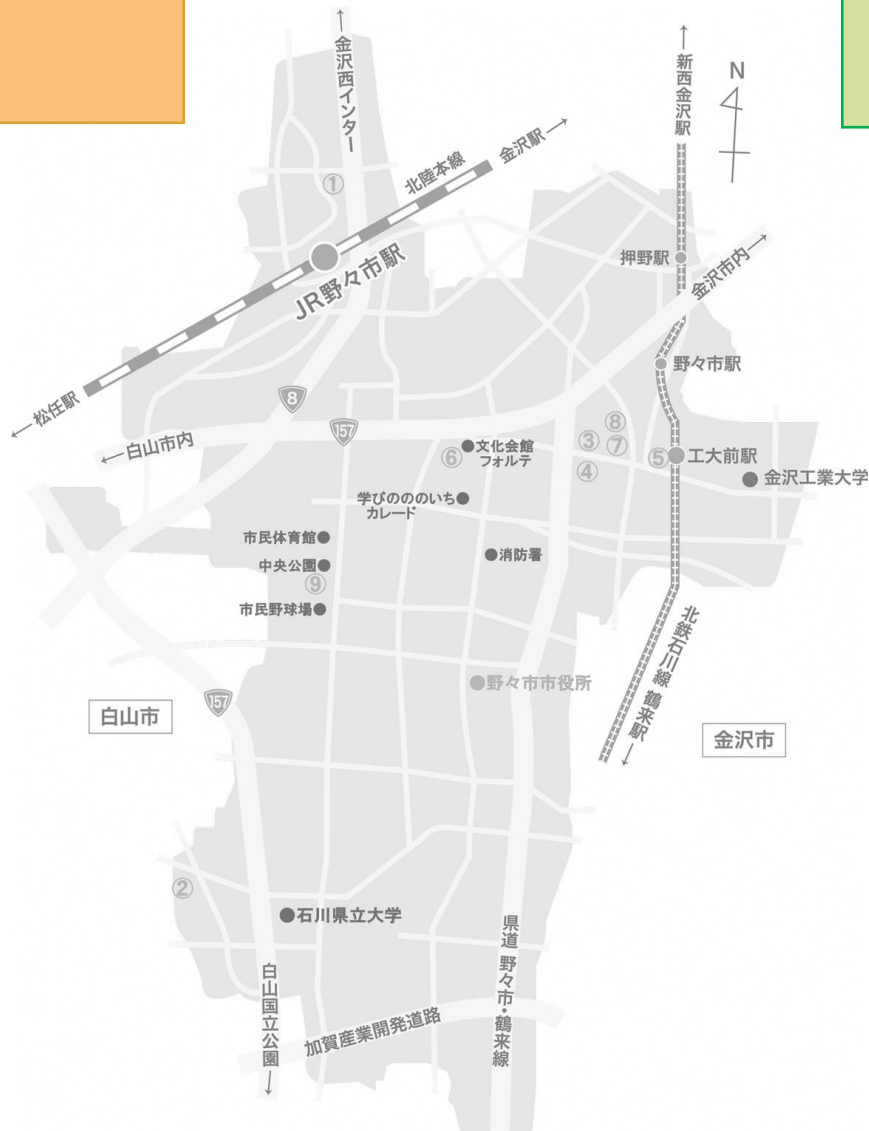 金沢西インター
新西金沢駅
N
北陸本線
金沢駅
①
JR野々市駅
押野駅
金沢市内
松任駅
野々市駅
8
157
白山市内
⑧
③
⑦
文化会館
フォルテ
⑥
④
⑤
工大前駅
金沢工業大学
学びのののいち
カレード
市民体育館
消防署
中央公園
⑨
市民野球場
北鉄石川線 鶴来駅
野々市市役所
157
白山市
金沢市
②
石川県立大学
県道 野々市・鶴来線
白山国立公園
加賀産業開発道路